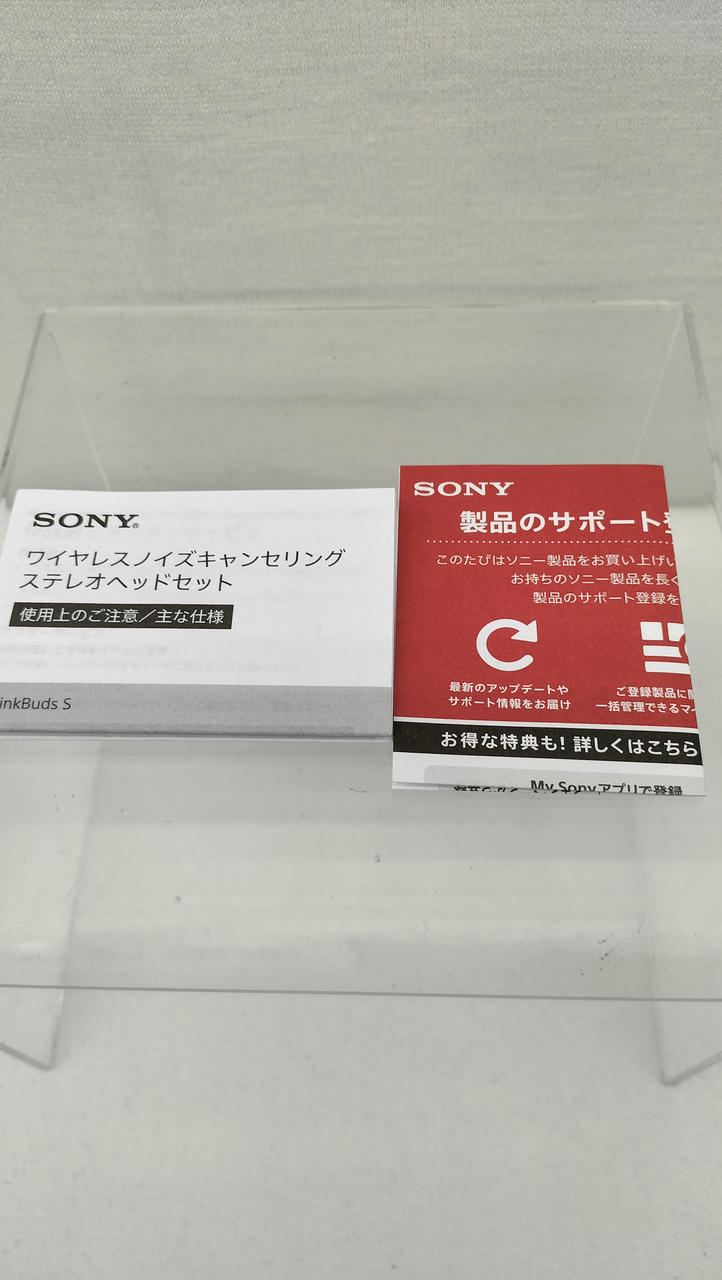 SONY®
ワイヤレスノイズキャンセリング
ステレオヘッドセット
使用上のご注意/主な仕様
inkBuds S
SONY
製品のサポート
このたびはソニー製品をお買い上げい
お持ちのソニー製品を長く
製品のサポート登録を
最新のアップデートや
サポート情報をお届け
ご登録製品に
一括管理できるマイ
お得な特典も! 詳しくはこちら
My Sonyアプリで登録